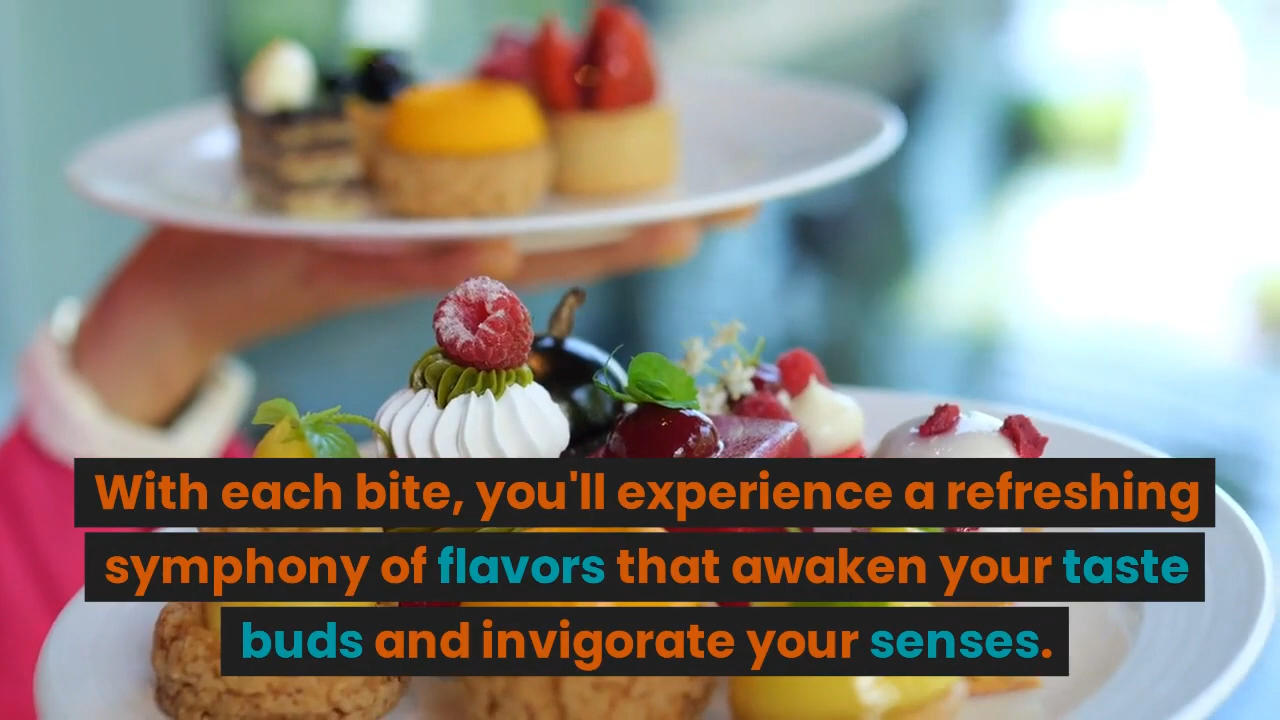 With each bite, you'll experience a refreshing
symphony of flavors that awaken your taste
buds and invigorate your senses.